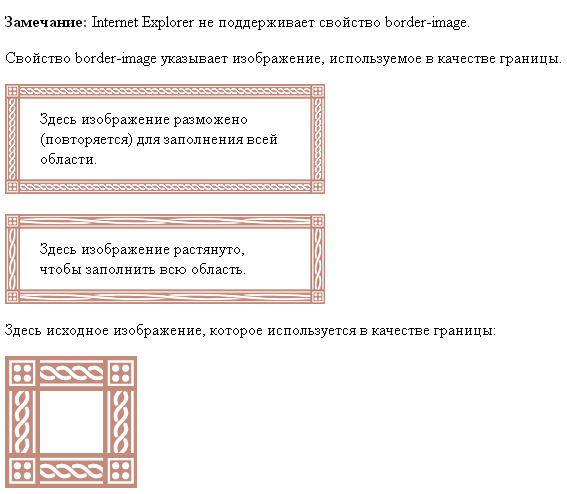 Замечание: Internet Explorer не поддерживает свойство border-image.
Свойство border-image указывает изображение, используемое в качестве границы.
Здесь изображение разможено
(повторяется) для заполнения всей
области.
Здесь изображение растянуто,
чтобы заполнить всю область.
Здесь исходное изображение, которое используется в качестве границы: